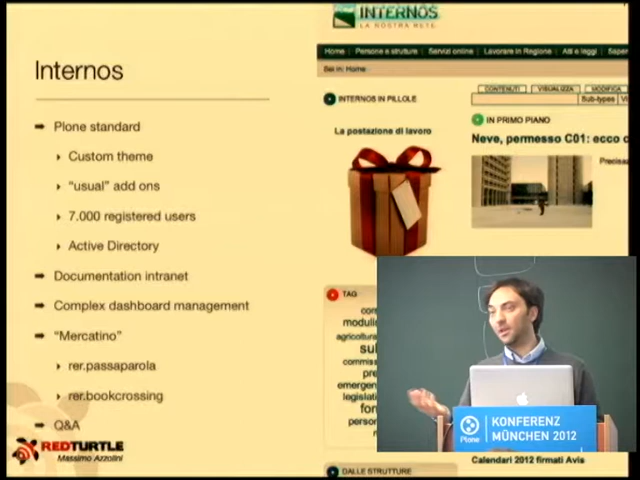 Internos
Plone standard
Custom theme
“usual” add ons
7.000 registered users
Active Directory
Documentation intranet
Complex dashboard management
“Mercatino”
rer.passaparola
rer.bookcrossing
Q&A
REDTURTLE
Massimo Azzolini
INTERNOS
LA NOSTRA RETE
Home Persone e strutture Servizi online Lavorare in Regione Atti e leggi
Sei in: Home
CONTENUTI VISUALIZZA MODIFICA
Sub-types
INTERNOS IN PILLOLE
La postazione di lavoro
IN PRIMO PIANO
Neve, permesso C01: ecco
TAG
DALLE STRUTTURE
Calendari 2012 firmati Avis
Plone
KONFERENZ
MÜNCHEN 2012